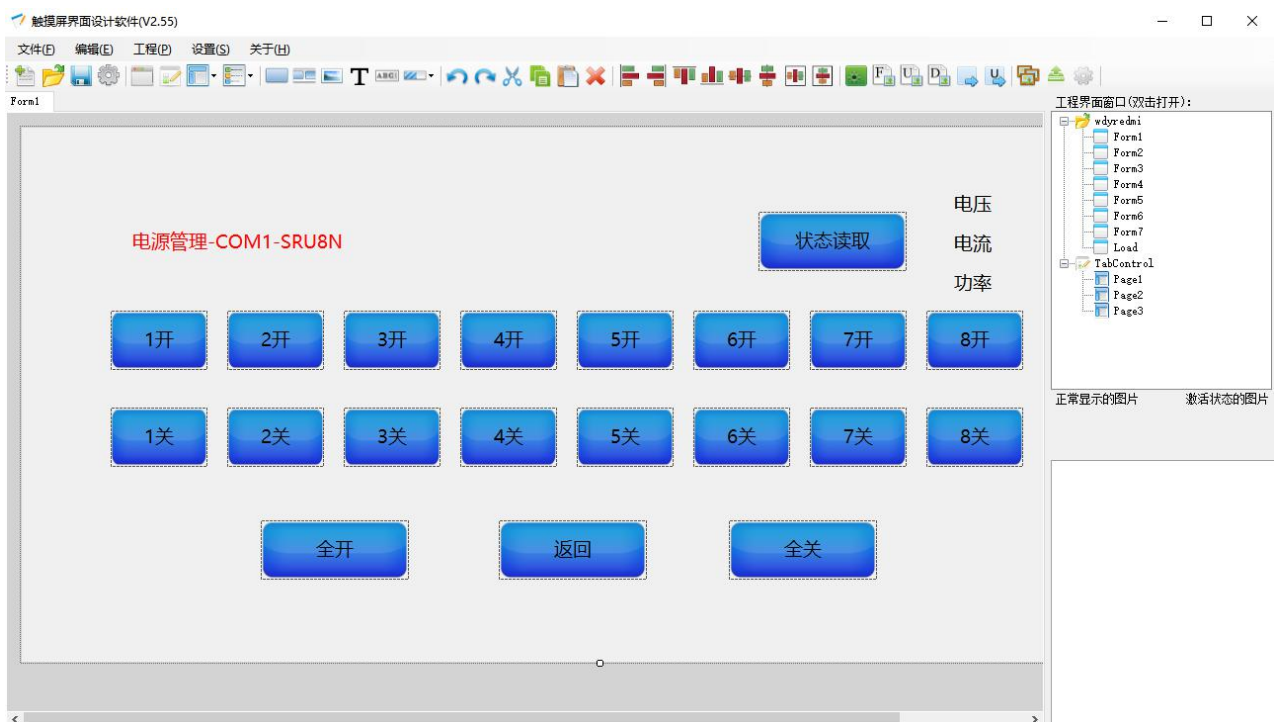 触摸屏界面设计软件(V2.55)
文件(F) 编辑(E) 工程(P) 设置(S) 关于(H)
T ABC
F U D U
Form1
工程界面窗口(双击打开):
wdyredmi
Form1
Form2
Form3
Form4
Form5
Form6
Form7
Load
TabControl
Page1
Page2
Page3
正常显示的图片 激活状态的图片
电源管理-COM1-SRU8N
状态读取
电压
电流
功率
1开 2开 3开 4开 5开 6开 7开 8开
1关 2关 3关 4关 5关 6关 7关 8关
全开 返回 全关